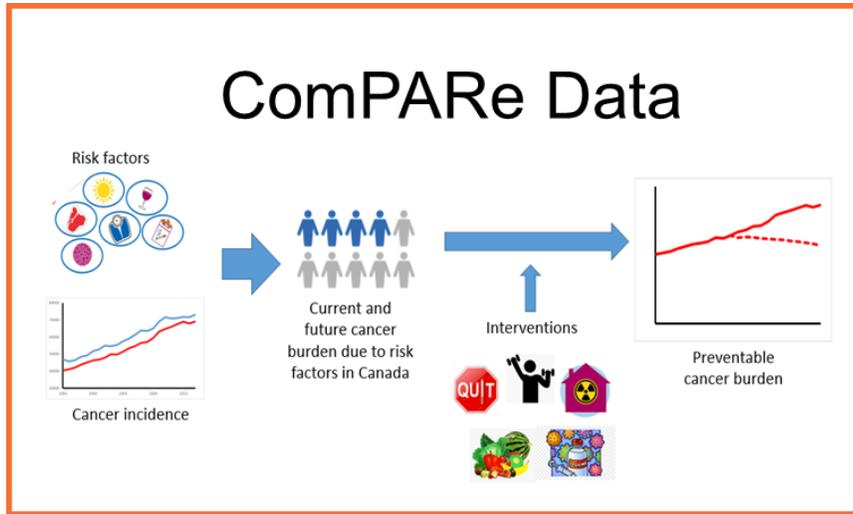 ComPARe Data
Risk factors
Cancer incidence
Current and
future cancer
burden due to risk
factors in Canada
Interventions
QUIT
Preventable
cancer burden